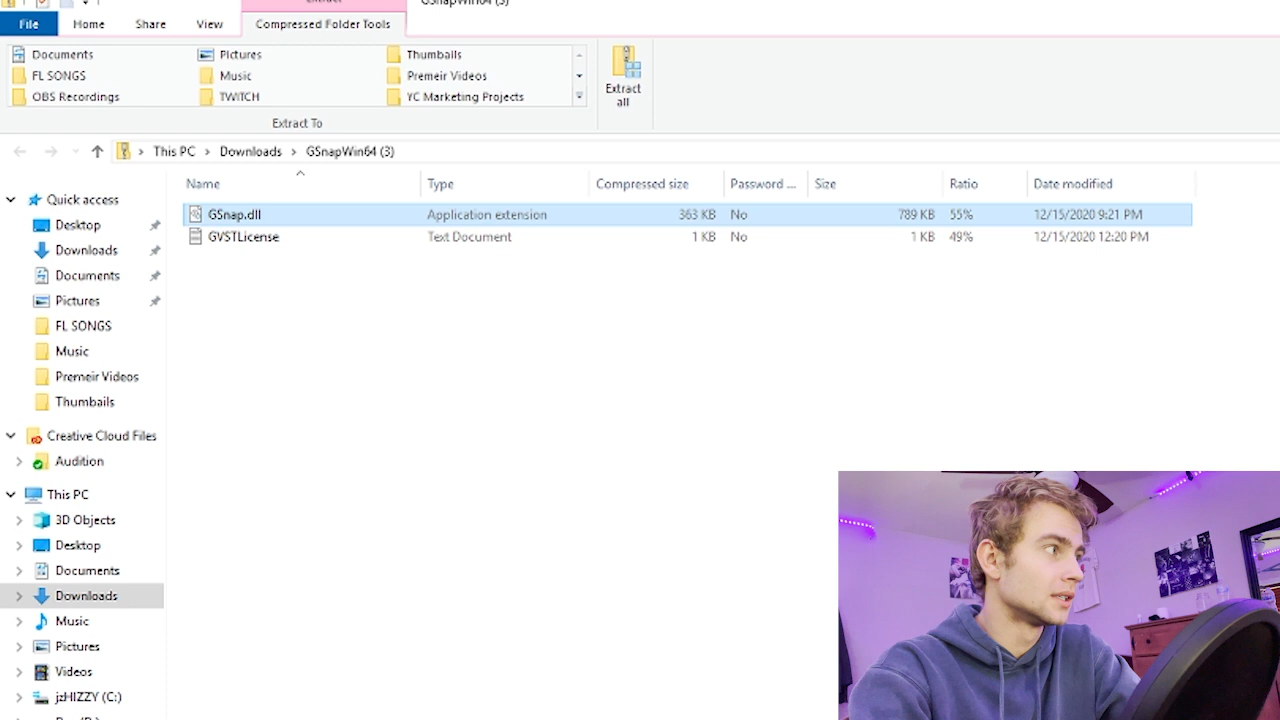 Extract
GSnapWin64 (3)
File
Home
Share
View
Compressed Folder Tools
Documents
Pictures
Thumbails
FL SONGS
Music
Premeir Videos
OBS Recordings
TWITCH
YC Marketing Projects
Extract all
Extract To
This PC > Downloads > GSnapWin64 (3)
Name
Type
Compressed size
Password ...
Size
Ratio
Date modified
GSnap.dll
Application extension
363 KB
No
789 KB
55%
12/15/2020 9:21 PM
GVSTLicense
Text Document
1 KB
No
1 KB
49%
12/15/2020 12:20 PM
Quick access
Desktop
Downloads
Documents
Pictures
FL SONGS
Music
Premeir Videos
Thumbails
Creative Cloud Files
Audition
This PC
3D Objects
Desktop
Documents
Downloads
Music
Pictures
Videos
jzHIZZY (C:)